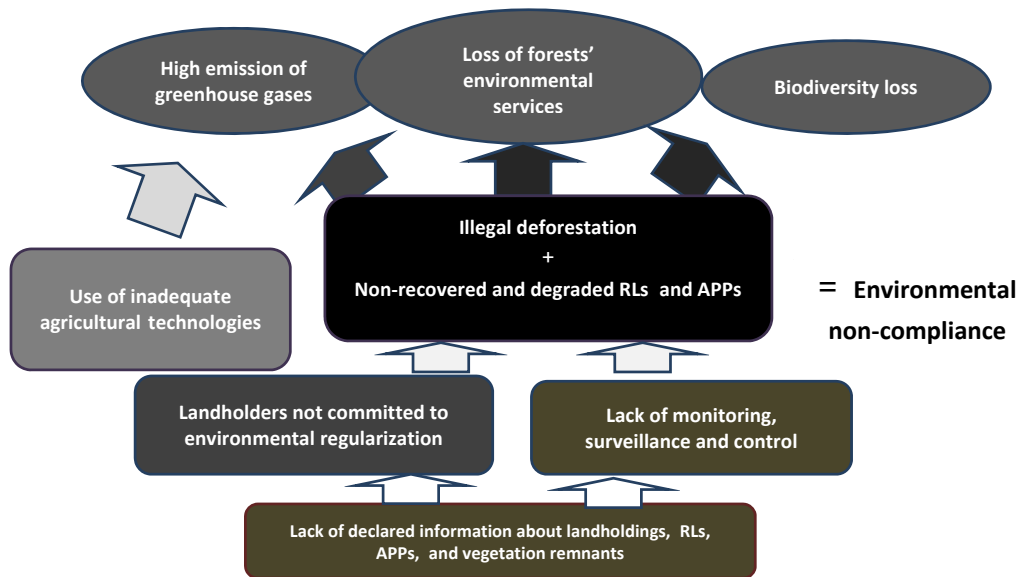 High emission of
greenhouse gases
Loss of forests'
environmental
services
Biodiversity loss
Illegal deforestation
+
Non-recovered and degraded RLs and APPs
Use of inadequate
agricultural technologies
= Environmental
non-compliance
Landholders not committed to
environmental regularization
Lack of monitoring,
surveillance and control
Lack of declared information about landholdings, RLs,
APPs, and vegetation remnants